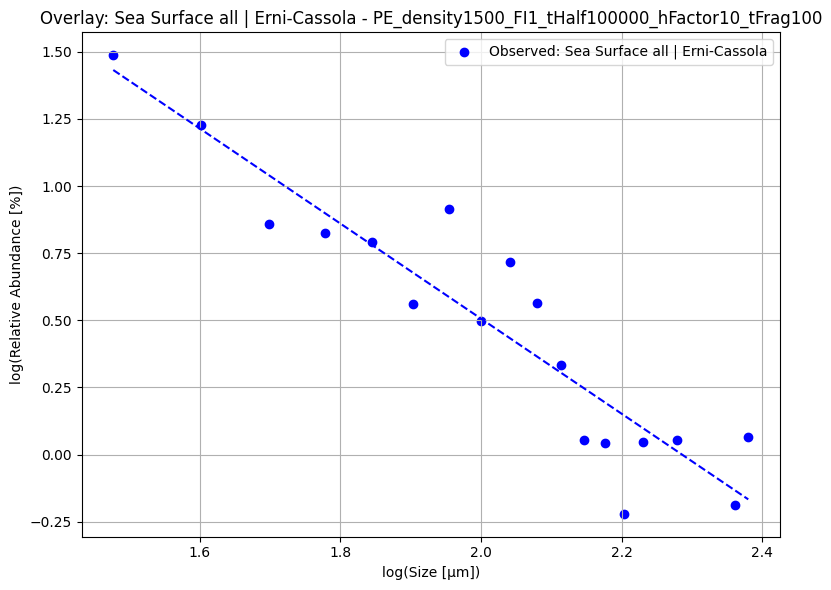 Overlay: Sea Surface all | Erni-Cassola - PE_density1500_FI1_tHalf100000_hFactor10_tFrag100
Observed: Sea Surface all | Erni-Cassola
log(Relative Abundance [%])
1.50
1.25
1.00
0.75
0.50
0.25
0.00
−0.25
1.6 1.8 2.0 2.2 2.4
log(Size [µm])